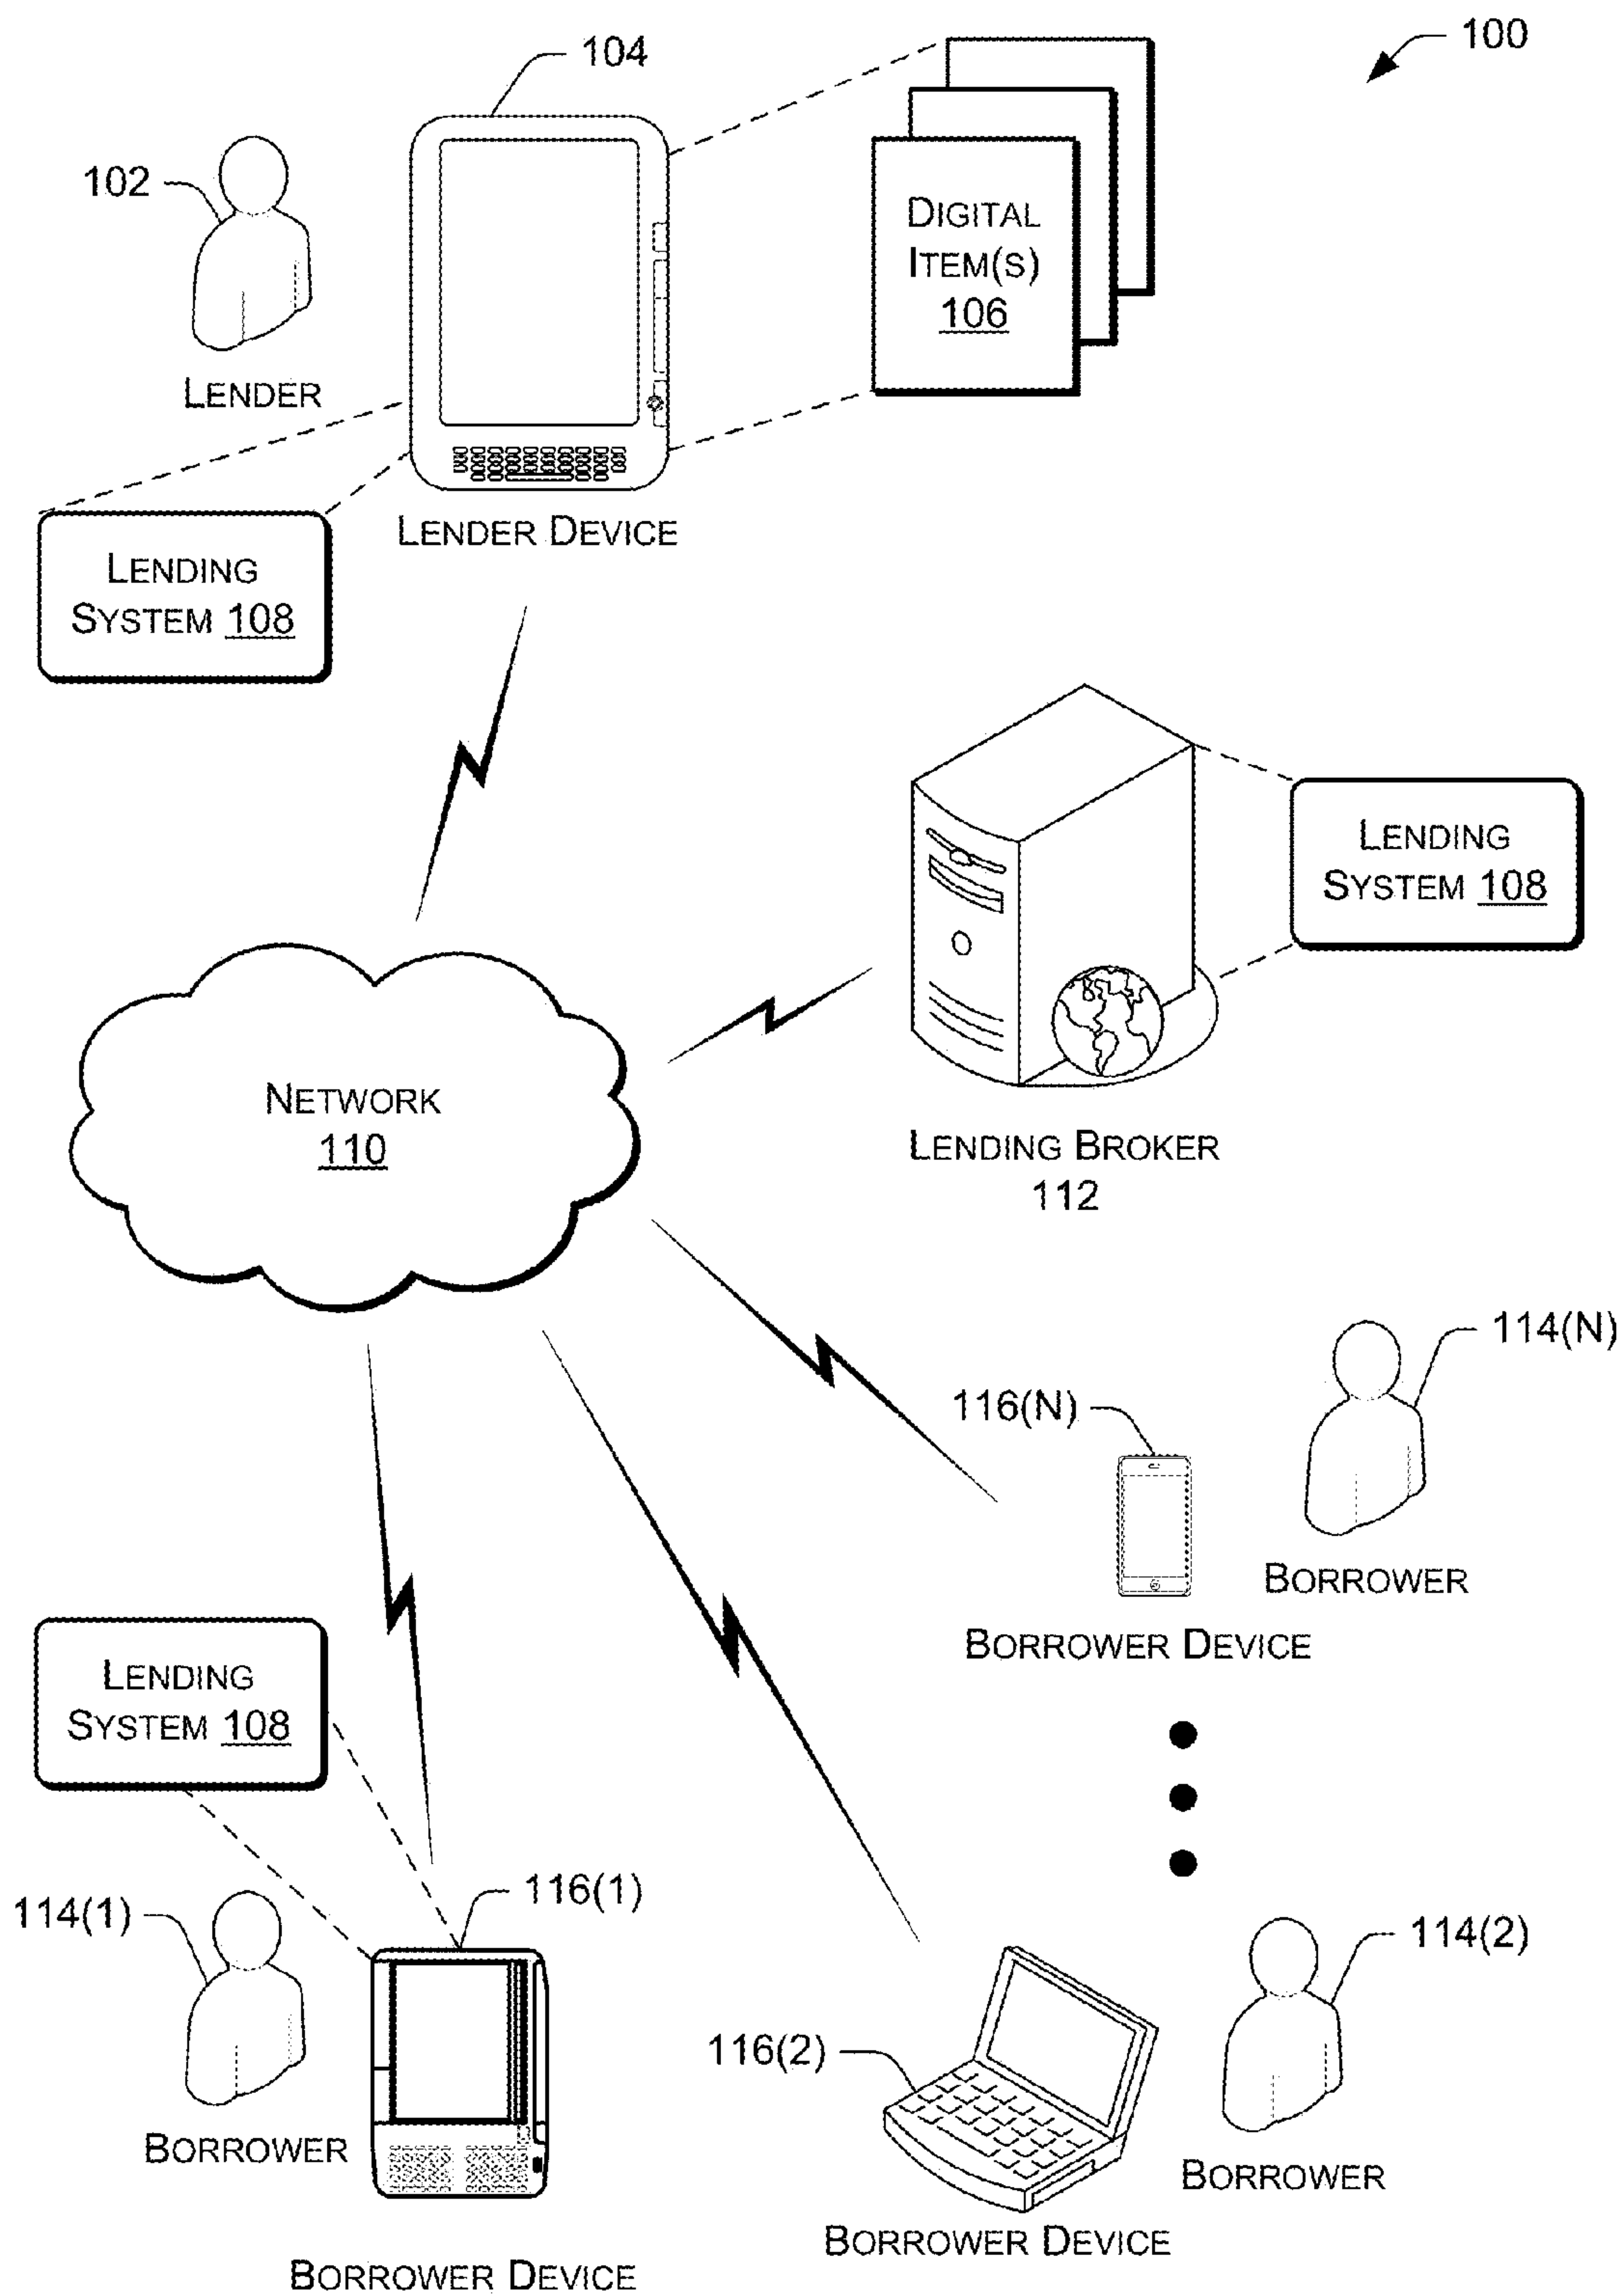 100
104
102
DIGITAL
ITEM(S)
106
LENDER
LENDER DEVICE
LENDING
SYSTEM 108
LENDING
SYSTEM 108
NETWORK
110
LENDING BROKER
112
114(N)
116(N)
BORROWER
BORROWER DEVICE
LENDING
SYSTEM 108
116(1)
114(1)
114(2)
116(2)
BORROWER
BORROWER
BORROWER DEVICE
BORROWER DEVICE